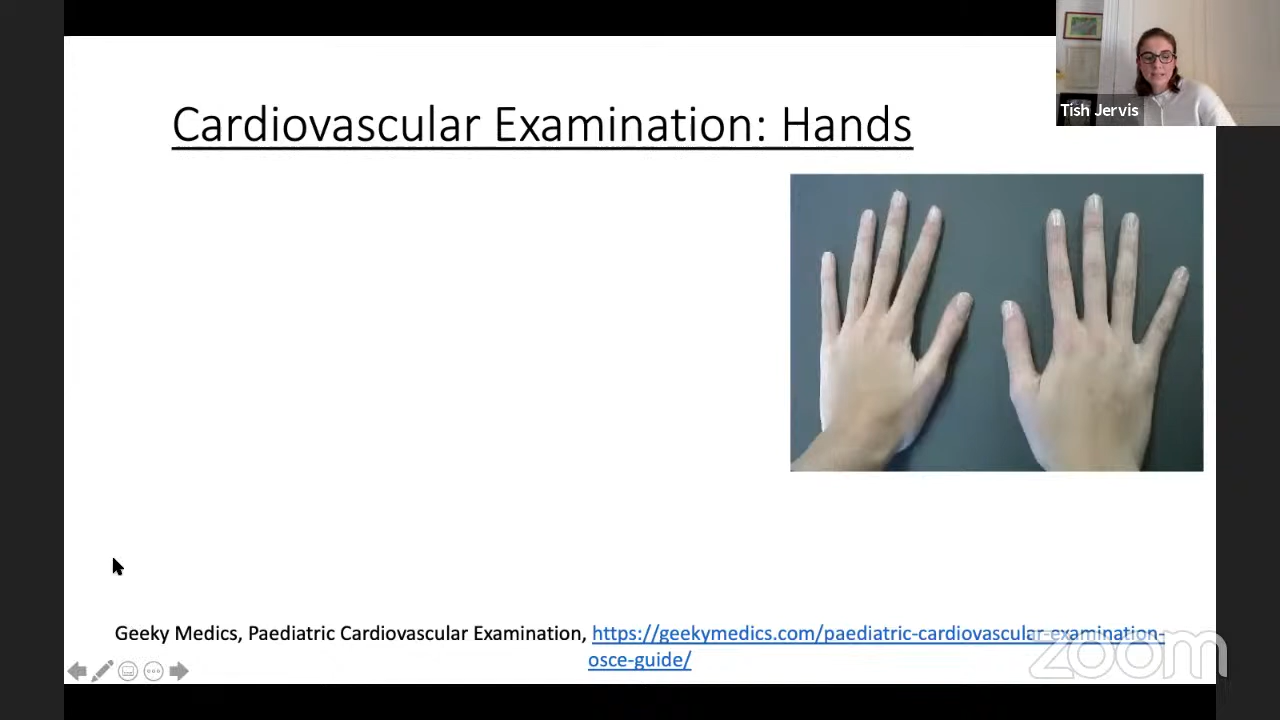 Tish Jervis
Cardiovascular Examination: Hands
Geeky Medics, Paediatric Cardiovascular Examination, https://geekymedics.com/paediatric-cardiovascular-examination-
osce-guide/
zoom